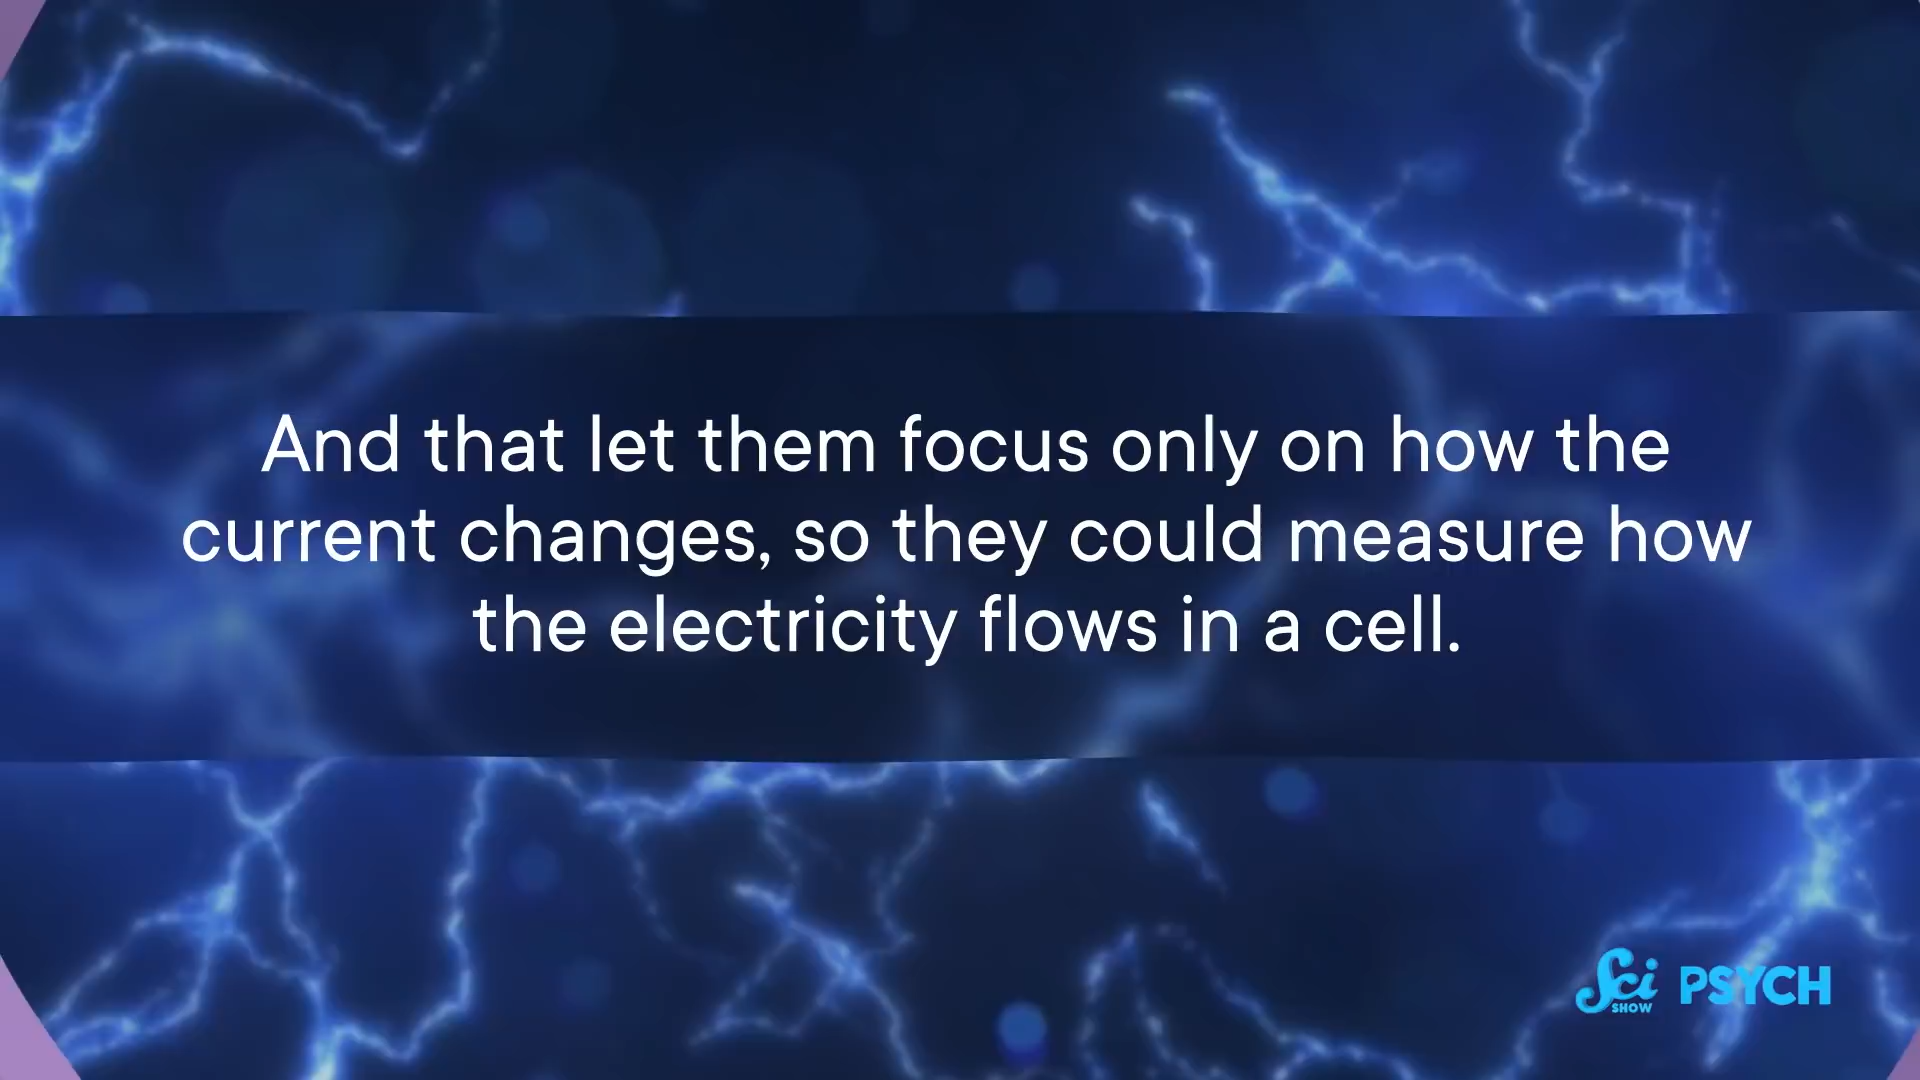 And that let them focus only on how the
current changes, so they could measure how
the electricity flows in a cell.
Sci SHOW PSYCH